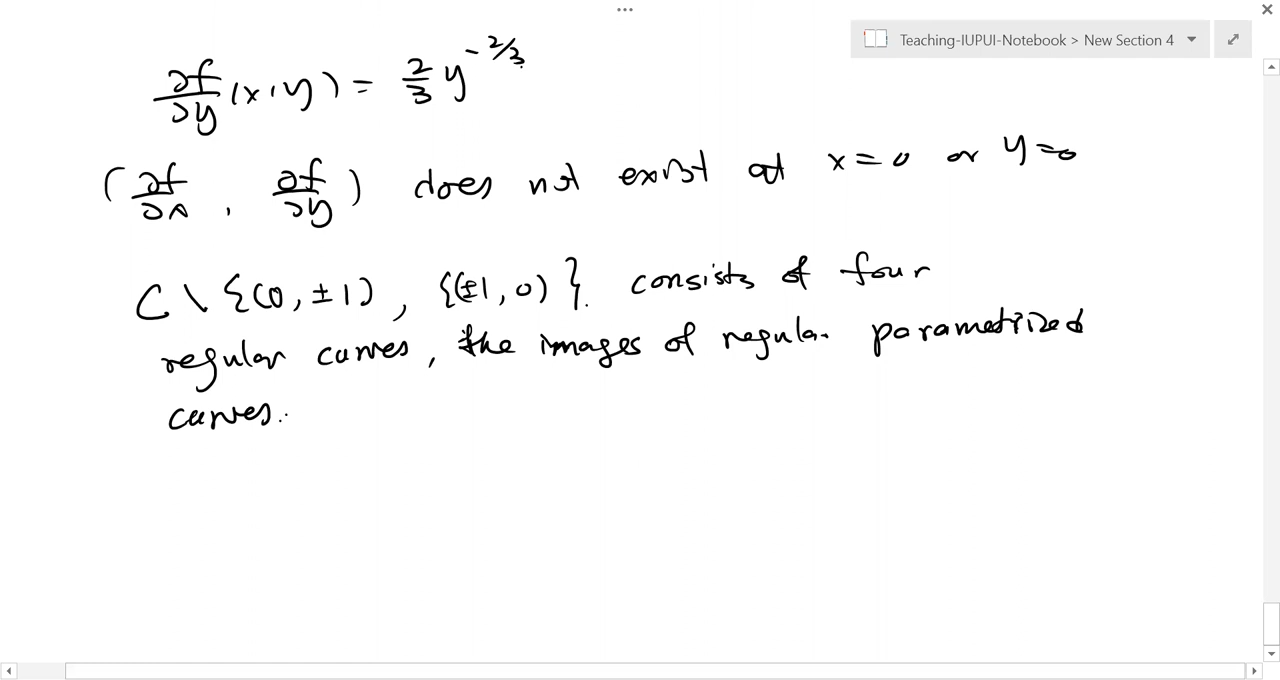 Teaching-IUPUI-Notebook > New Section 4
∂f/∂y (x,y) = 2/3 y^{-2/3}
(∂f/∂x, ∂f/∂y) does not exist at x=0 or y=0
C \ {(0,±1), {(±1,0)}. consists of four
regular curves, the images of regular parametrized
curves.